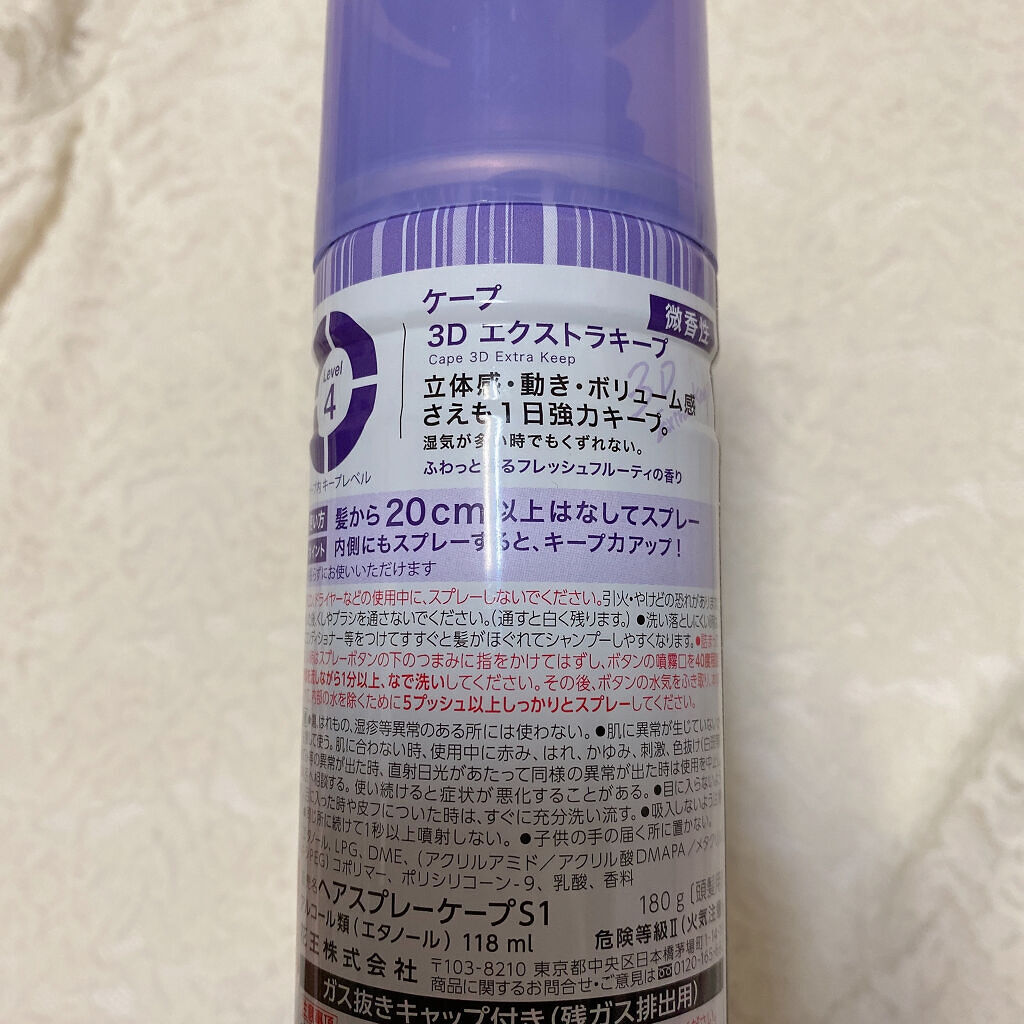 ケープ
微香性
3D エクストラキープ
Cape 3D Extra Keep
Level
4
立体感・動き・ボリューム感
さえも1日強力キープ。
湿気が多い時でもくずれない。
ふわっと香るフレッシュフルーティの香り
キープレベル
髪から20cm以上はなしてスプレー
内側にもスプレーすると、キープ力アップ!
らずにお使いいただけます
ドライヤーなどの使用中に、スプレーしないでください。引火・やけどの恐れがあります
くしやブラシを通さないでください。(通すと白く残ります。) ●洗い落としにくい
ンディショナー等をつけてすすぐと髪がほぐれてシャンプーしやすくなります。
はスプレーボタンの下のつまみに指をかけてはずし、ボタンの噴霧口を40度
流しながら1分以上、なで洗いしてください。その後、ボタンの水気をふき取り、
内部の水を除くために5プッシュ以上しっかりとスプレーしてください。
はれもの、湿疹等異常のある所には使わない。●肌に異常が生じていない
して使う。肌に合わない時、使用中に赤み、はれ、かゆみ、刺激、色抜け(白斑
等の異常が出た時、直射日光があたって同様の異常が出た時は使用を中止
相談する。使い続けると症状が悪化することがある。●目に入らないよう
に入った時や皮フについた時は、すぐに充分洗い流す。●吸入しないよう
同じ所に続けて1秒以上噴射しない。●子供の手の届く所に置かない。
タノール、LPG、DME、(アクリルアミド/アクリル酸DMAPA/メタクリル
PEG) コポリマー、ポリシリコーン-9、乳酸、香料
名 ヘアスプレーケープS1
180g [頭髪用
ルコール類(エタノール) 118ml
危険等級II(火気注意
王株式会社 〒103-8210 東京都中央区日本橋茅場町1-14
商品に関するお問合せ・ご意見は 0120-165-6
ガス抜きキャップ付き(残ガス排出用)